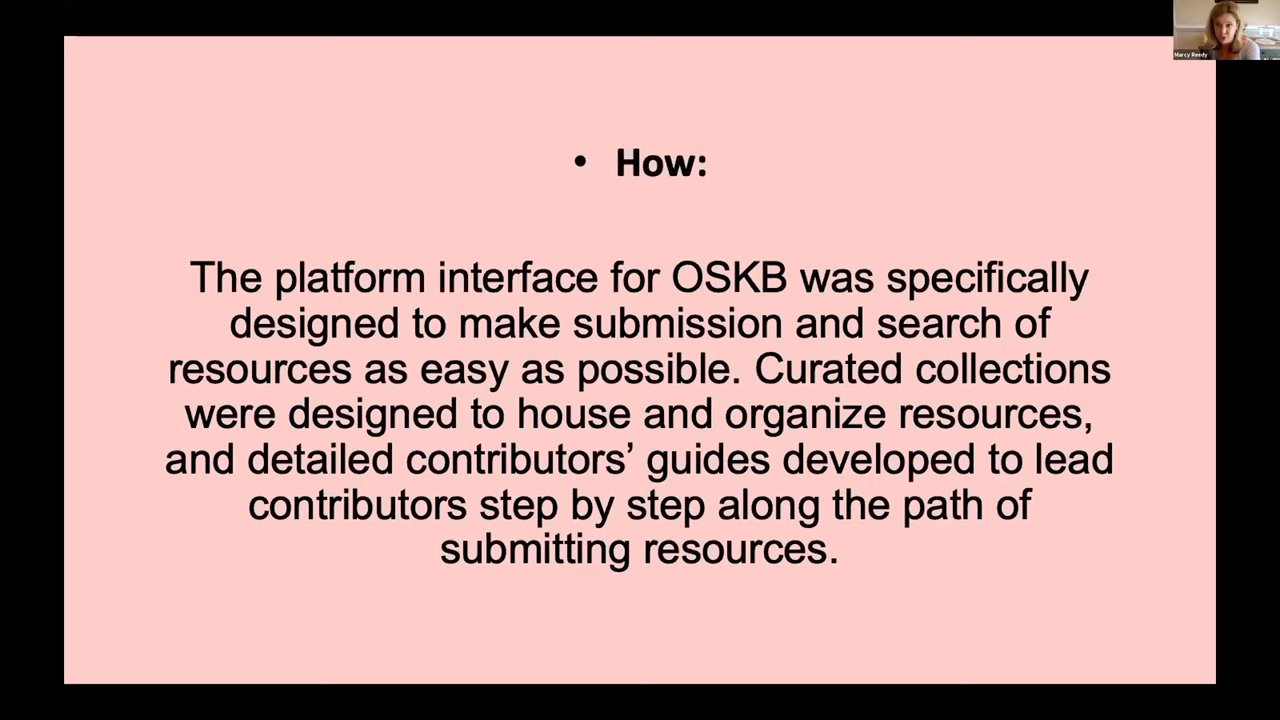 Marcy Reedy
• How:
The platform interface for OSKB was specifically
designed to make submission and search of
resources as easy as possible. Curated collections
were designed to house and organize resources,
and detailed contributors’ guides developed to lead
contributors step by step along the path of
submitting resources.